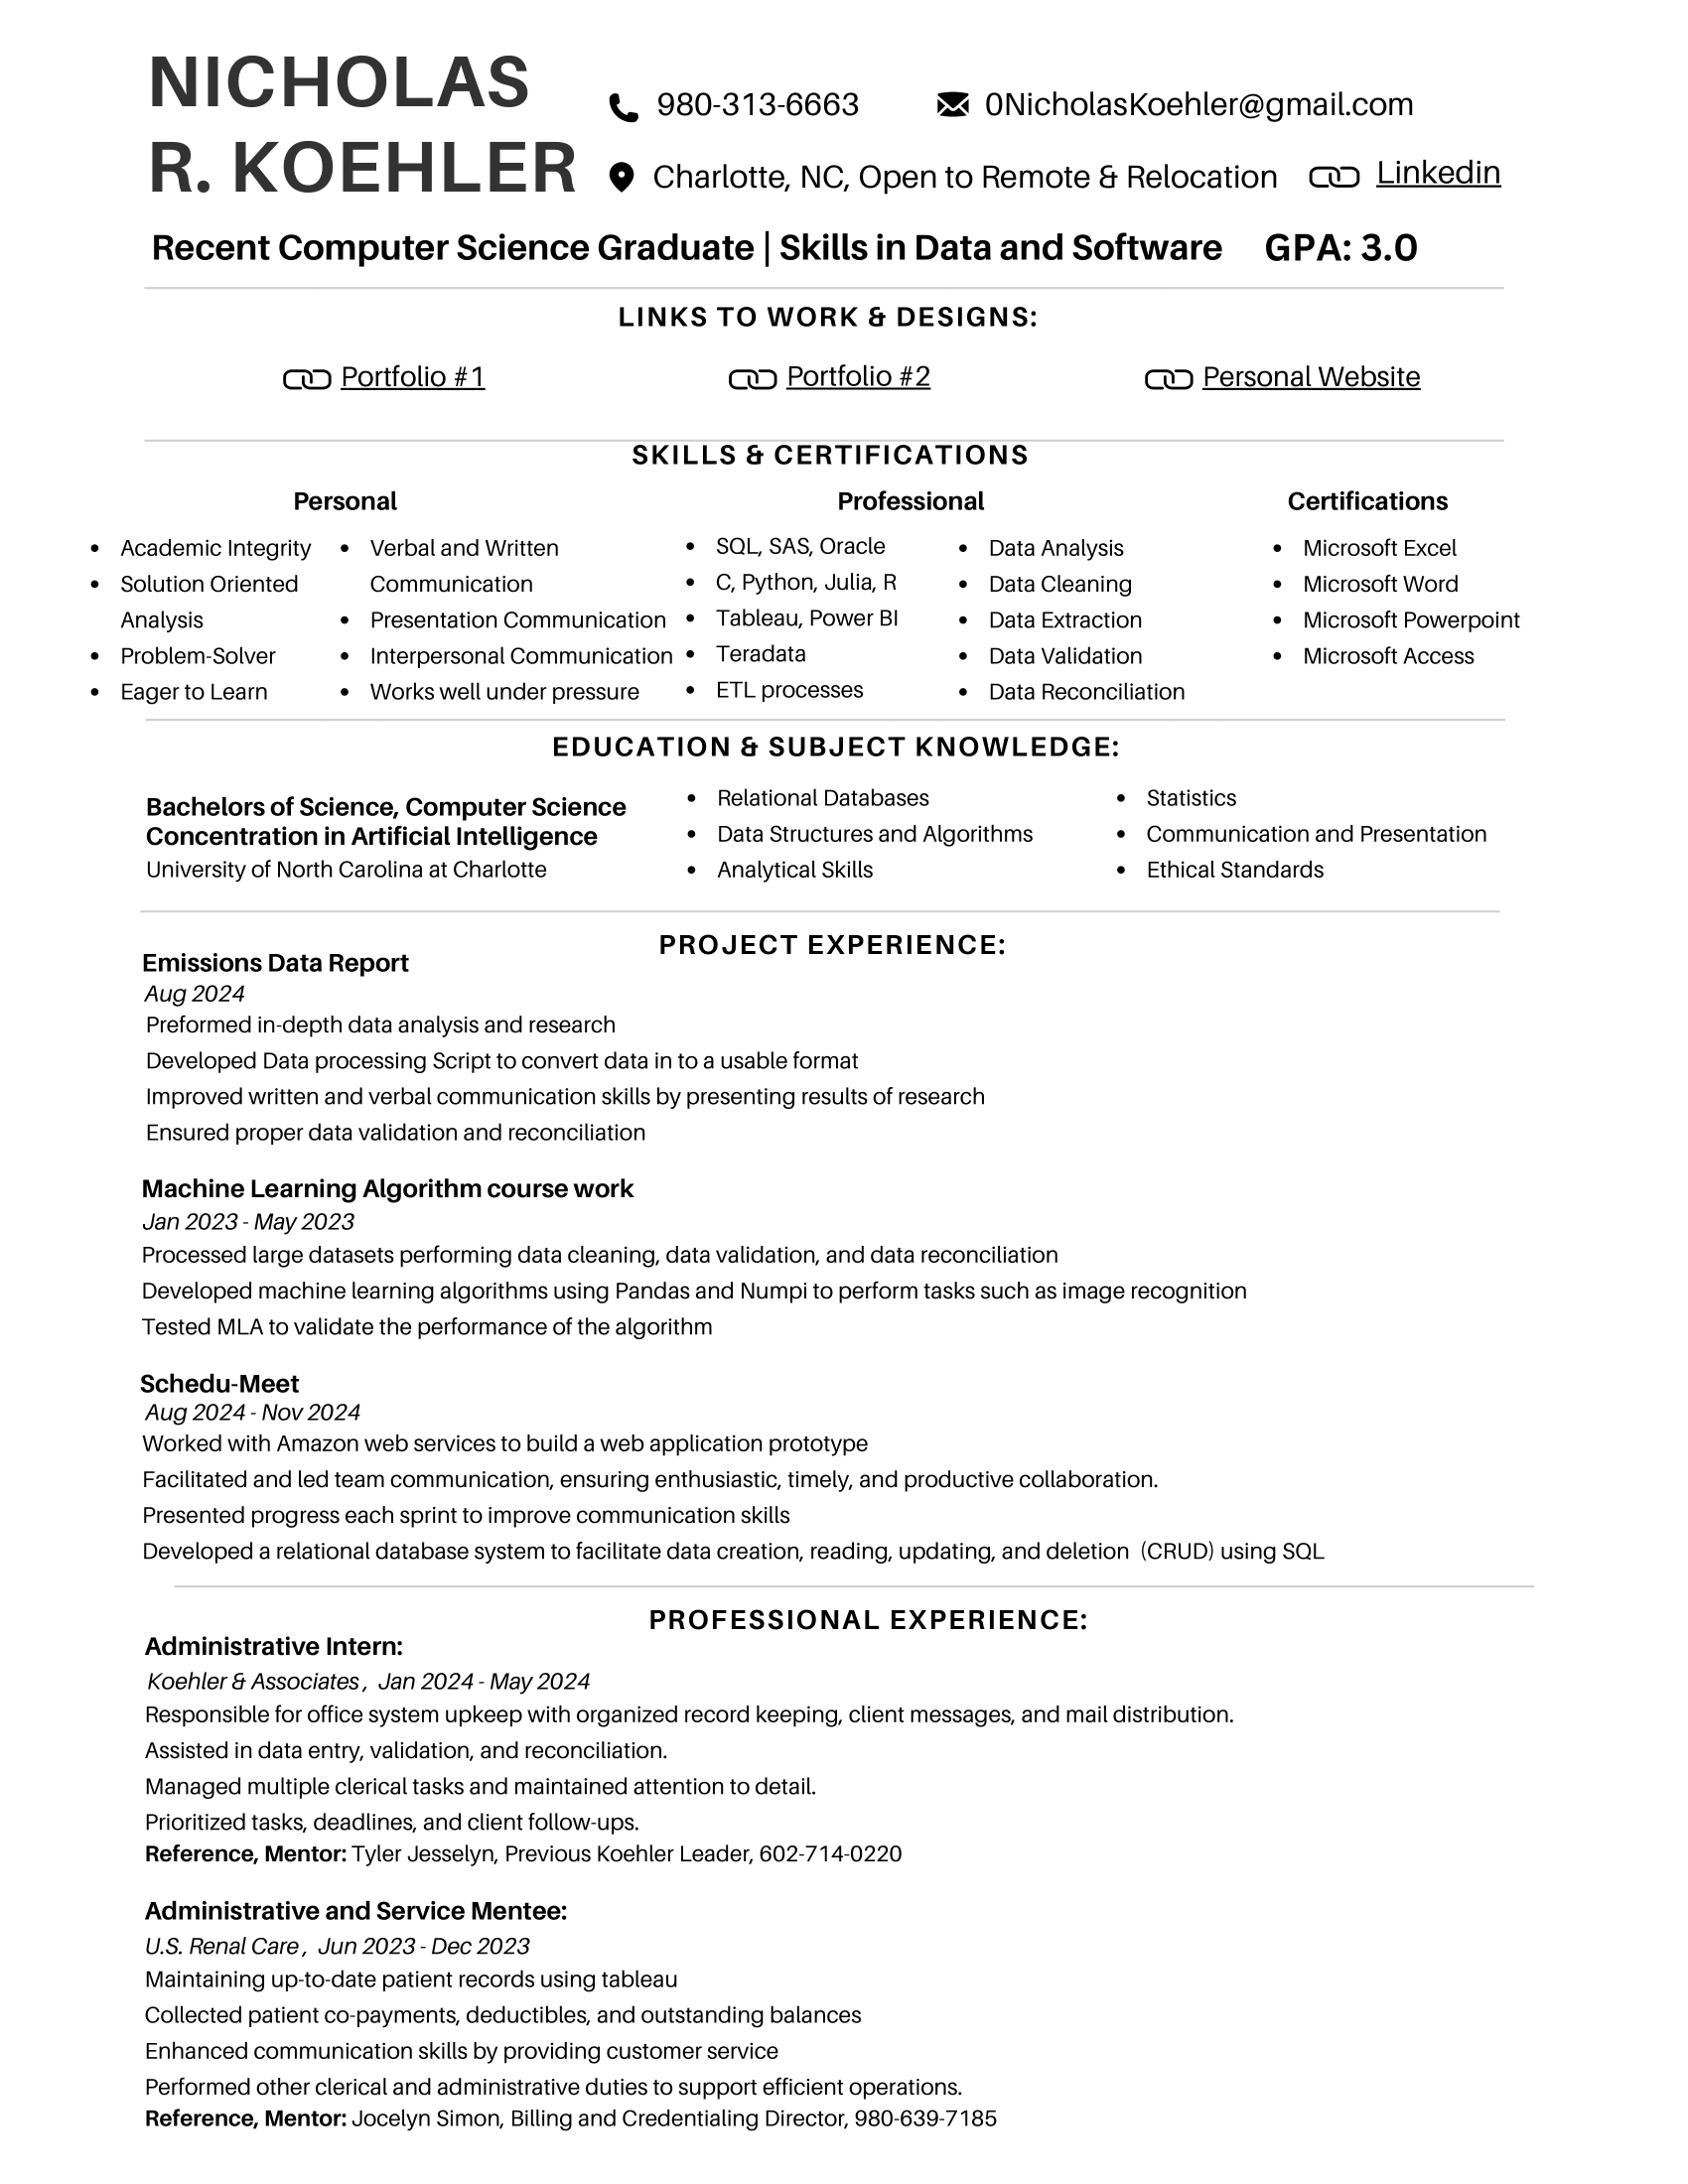 NICHOLAS
R. KOEHLER
980-313-6663
0NicholasKoehler@gmail.com
Charlotte, NC, Open to Remote & Relocation
Linkedin
Recent Computer Science Graduate | Skills in Data and Software GPA: 3.0
LINKS TO WORK & DESIGNS:
Portfolio #1
Portfolio #2
Personal Website
SKILLS & CERTIFICATIONS
Personal
• Academic Integrity
• Solution Oriented
Analysis
• Problem-Solver
• Eager to Learn
• Verbal and Written
Communication
• Presentation Communication
• Interpersonal Communication
• Works well under pressure
Professional
• SQL, SAS, Oracle
• C, Python, Julia, R
• Tableau, Power BI
• Teradata
• ETL processes
• Data Analysis
• Data Cleaning
• Data Extraction
• Data Validation
• Data Reconciliation
Certifications
• Microsoft Excel
• Microsoft Word
• Microsoft Powerpoint
• Microsoft Access
EDUCATION & SUBJECT KNOWLEDGE:
Bachelors of Science, Computer Science
Concentration in Artificial Intelligence
University of North Carolina at Charlotte
• Relational Databases
• Data Structures and Algorithms
• Analytical Skills
• Statistics
• Communication and Presentation
• Ethical Standards
PROJECT EXPERIENCE:
Emissions Data Report
Aug 2024
Preformed in-depth data analysis and research
Developed Data processing Script to convert data in to a usable format
Improved written and verbal communication skills by presenting results of research
Ensured proper data validation and reconciliation
Machine Learning Algorithm course work
Jan 2023 - May 2023
Processed large datasets performing data cleaning, data validation, and data reconciliation
Developed machine learning algorithms using Pandas and Numpi to perform tasks such as image recognition
Tested MLA to validate the performance of the algorithm
Schedu-Meet
Aug 2024 - Nov 2024
Worked with Amazon web services to build a web application prototype
Facilitated and led team communication, ensuring enthusiastic, timely, and productive collaboration.
Presented progress each sprint to improve communication skills
Developed a relational database system to facilitate data creation, reading, updating, and deletion (CRUD) using SQL
PROFESSIONAL EXPERIENCE:
Administrative Intern:
Koehler & Associates, Jan 2024 - May 2024
Responsible for office system upkeep with organized record keeping, client messages, and mail distribution.
Assisted in data entry, validation, and reconciliation.
Managed multiple clerical tasks and maintained attention to detail.
Prioritized tasks, deadlines, and client follow-ups.
Reference, Mentor: Tyler Jesselyn, Previous Koehler Leader, 602-714-0220
Administrative and Service Mentee:
U.S. Renal Care, Jun 2023 - Dec 2023
Maintaining up-to-date patient records using tableau
Collected patient co-payments, deductibles, and outstanding balances
Enhanced communication skills by providing customer service
Performed other clerical and administrative duties to support efficient operations.
Reference, Mentor: Jocelyn Simon, Billing and Credentialing Director, 980-639-7185